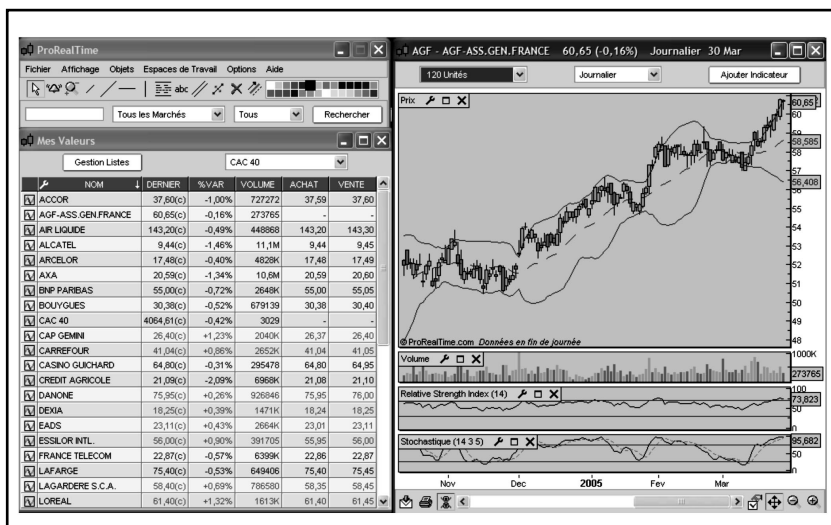 ProRealTime
Fichier Affichage Objets Espaces de Travail Options Aide
abc
Tous les Marchés Tous Rechercher
Mes Valeurs
Gestion Listes CAC 40
NOM DERNIER %VAR VOLUME ACHAT VENTE
ACCOR 37,60(c) -1,00% 727272 37,59 37,60
AGF-ASS.GEN.FRANCE 60,65(c) -0,16% 273765 - -
AIR LIQUIDE 143,20(c) -0,49% 448868 143,20 143,30
ALCATEL 9,44(c) -1,46% 11,1M 9,44 9,45
ARCELOR 17,48(c) -0,40% 4828K 17,48 17,49
AXA 20,59(c) -1,34% 10,6M 20,59 20,60
BNP PARIBAS 55,00(c) -0,72% 2648K 55,00 55,05
BOUYGUES 30,38(c) -0,52% 679139 30,38 30,40
CAC 40 4064,61(c) -0,42% 3029 - -
CAP GEMINI 26,40(c) +1,23% 2040K 26,37 26,40
CARREFOUR 41,04(c) +0,86% 2652K 41,04 41,05
CASINO GUICHARD 64,80(c) -0,31% 295478 64,80 64,95
CREDIT AGRICOLE 21,09(c) -2,09% 6968K 21,08 21,10
DANONE 75,95(c) +0,26% 926846 75,95 76,00
DEXIA 18,25(c) +0,39% 1471K 18,24 18,25
EADS 23,11(c) +0,43% 2664K 23,01 23,11
ESSILOR INTL. 56,00(c) +0,90% 391705 55,95 56,00
FRANCE TELECOM 22,87(c) -0,57% 6399K 22,86 22,87
LAFARGE 75,40(c) -0,53% 649406 75,40 75,45
LAGARDERE S.C.A. 58,40(c) +0,69% 786580 58,35 58,45
LOREAL 61,40(c) +1,32% 1613K 61,40 61,45
AGF - AGF-ASS.GEN.FRANCE 60,65 (-0,16%) Journalier 30 Mar
120 Unités Journalier Ajouter Indicateur
Prix
60,65
60
58,585
58
57
56,408
55
54
53
52
51
50
49
48
© ProRealTime.com Données en fin de journée
Volume
1000K
273765
Relative Strength Index (14)
100
73,823
50
0
Stochastique (14 3 5)
95,682
50
0
Nov Dec 2005 Fev Mar